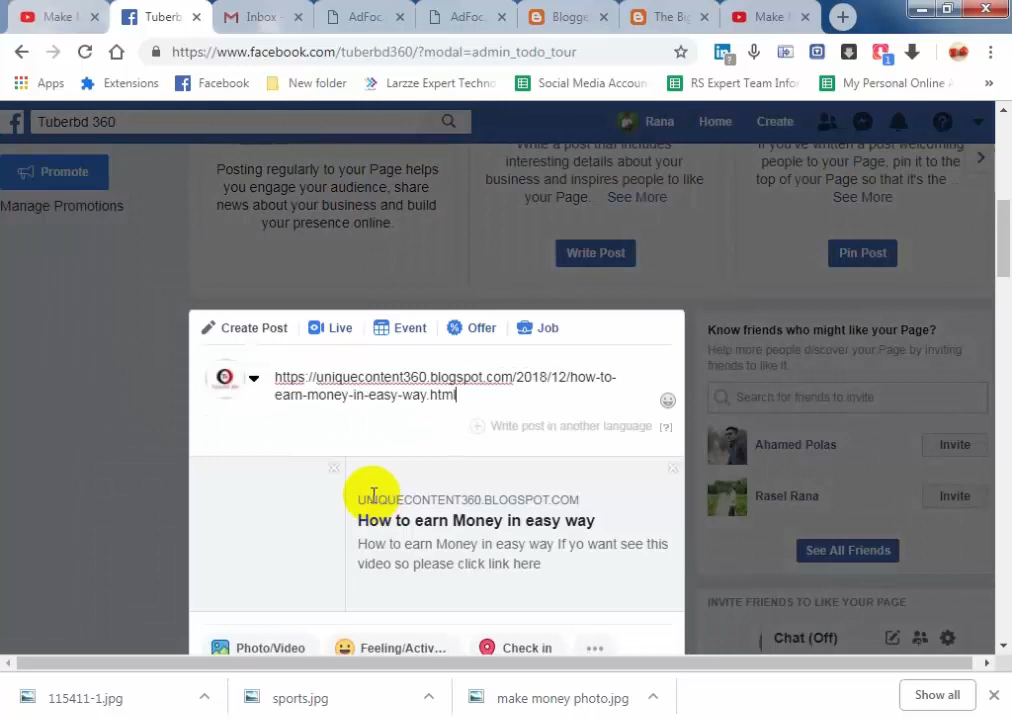 Make I
Tuberb
Inbox -
AdFoc
AdFoc
Blogge
The Big
Make I
https://www.facebook.com/tuberbd360/?modal=admin_todo_tour
Apps
Extensions
Facebook
New folder
Larzze Expert Techno
Social Media Accoun
RS Expert Team Infor
My Personal Online A
Tuberbd 360
Rana
Home
Create
Promote
Manage Promotions
Posting regularly to your Page helps
you engage your audience, share
news about your business and build
your presence online.
Write a post that includes
interesting details about your
business and inspires people to like
your Page. See More
Write Post
If you've written a post welcoming
people to your Page, pin it to the
top of your Page so that it's the ...
See More
Pin Post
Create Post
Live
Event
Offer
Job
https://uniquecontent360.blogspot.com/2018/12/how-to-
earn-money-in-easy-way.html
Write post in another language [?]
UNIQUECONTENT360.BLOGSPOT.COM
How to earn Money in easy way
How to earn Money in easy way If yo want see this
video so please click link here
Photo/Video
Feeling/Activ...
Check in
Know friends who might like your Page?
Help more people discover your Page by inviting
friends to like it.
Search for friends to invite
Ahamed Polas
Invite
Rasel Rana
Invite
See All Friends
INVITE FRIENDS TO LIKE YOUR PAGE
Chat (Off)
115411-1.jpg
sports.jpg
make money photo.jpg
Show all